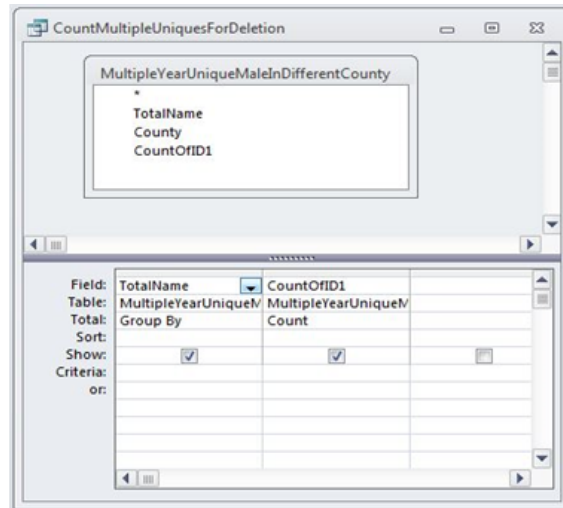 CountMultipleUniquesForDeletion
MultipleYearUniqueMaleInDifferentCounty
*
TotalName
County
CountOfID1
Field: TotalName CountOfID1
Table: MultipleYearUniqueM MultipleYearUniqueM
Total: Group By Count
Sort:
Show:
Criteria:
or: